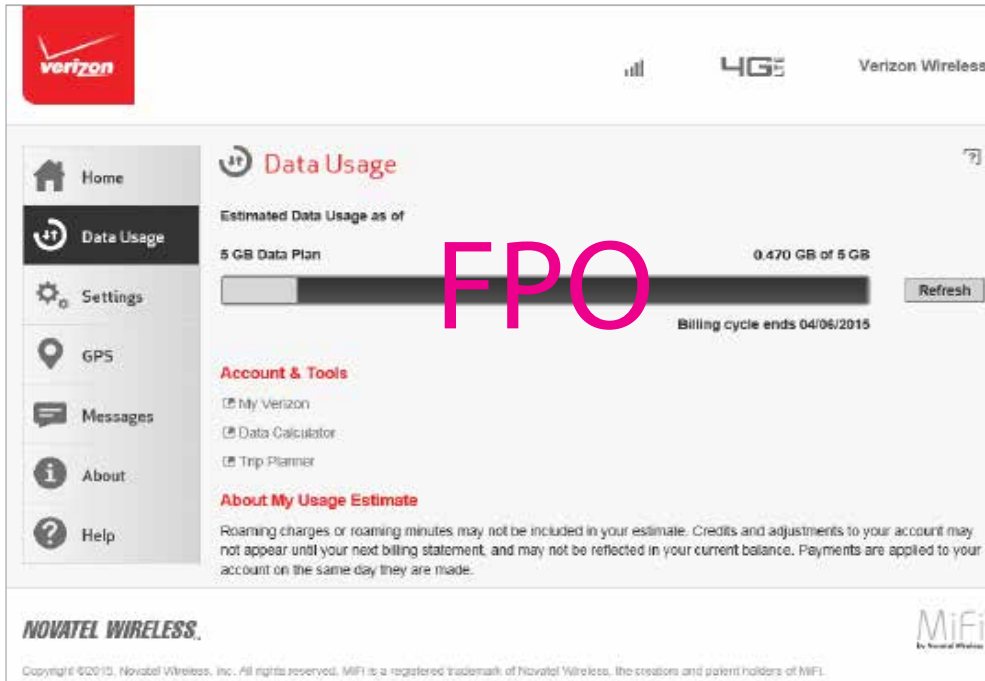 verizon
4G LTE
Verizon Wireless
Home
Data Usage
Settings
GPS
Messages
About
Help
Data Usage
?
Estimated Data Usage as of
5 GB Data Plan
0.470 GB of 5 GB
FPO
Refresh
Billing cycle ends 04/06/2015
Account & Tools
My Verizon
Data Calculator
Trip Planner
About My Usage Estimate
Roaming charges or roaming minutes may not be included in your estimate. Credits and adjustments to your account may
not appear until your next billing statement, and may not be reflected in your current balance. Payments are applied to your
account on the same day they are made.
NOVATEL WIRELESS
MiFi
by Novatel Wireless
Copyright ©2015, Novatel Wireless, Inc. All rights reserved. MiFi is a registered trademark of Novatel Wireless, the creators and patent holders of MiFi.